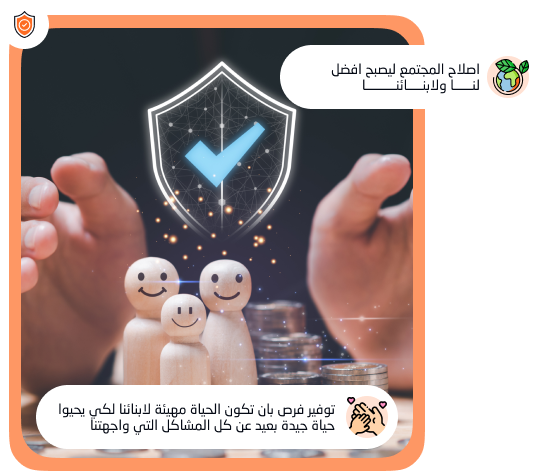 اصلاح المجتمع ليصبح افضل
لنـــا ولابنـــائنـــــا
توفير فرص بان تكون الحياة مهيئة لابنائنا لكي يحيوا
حياة جيدة بعيد عن كل المشاكل التي واجهتنا